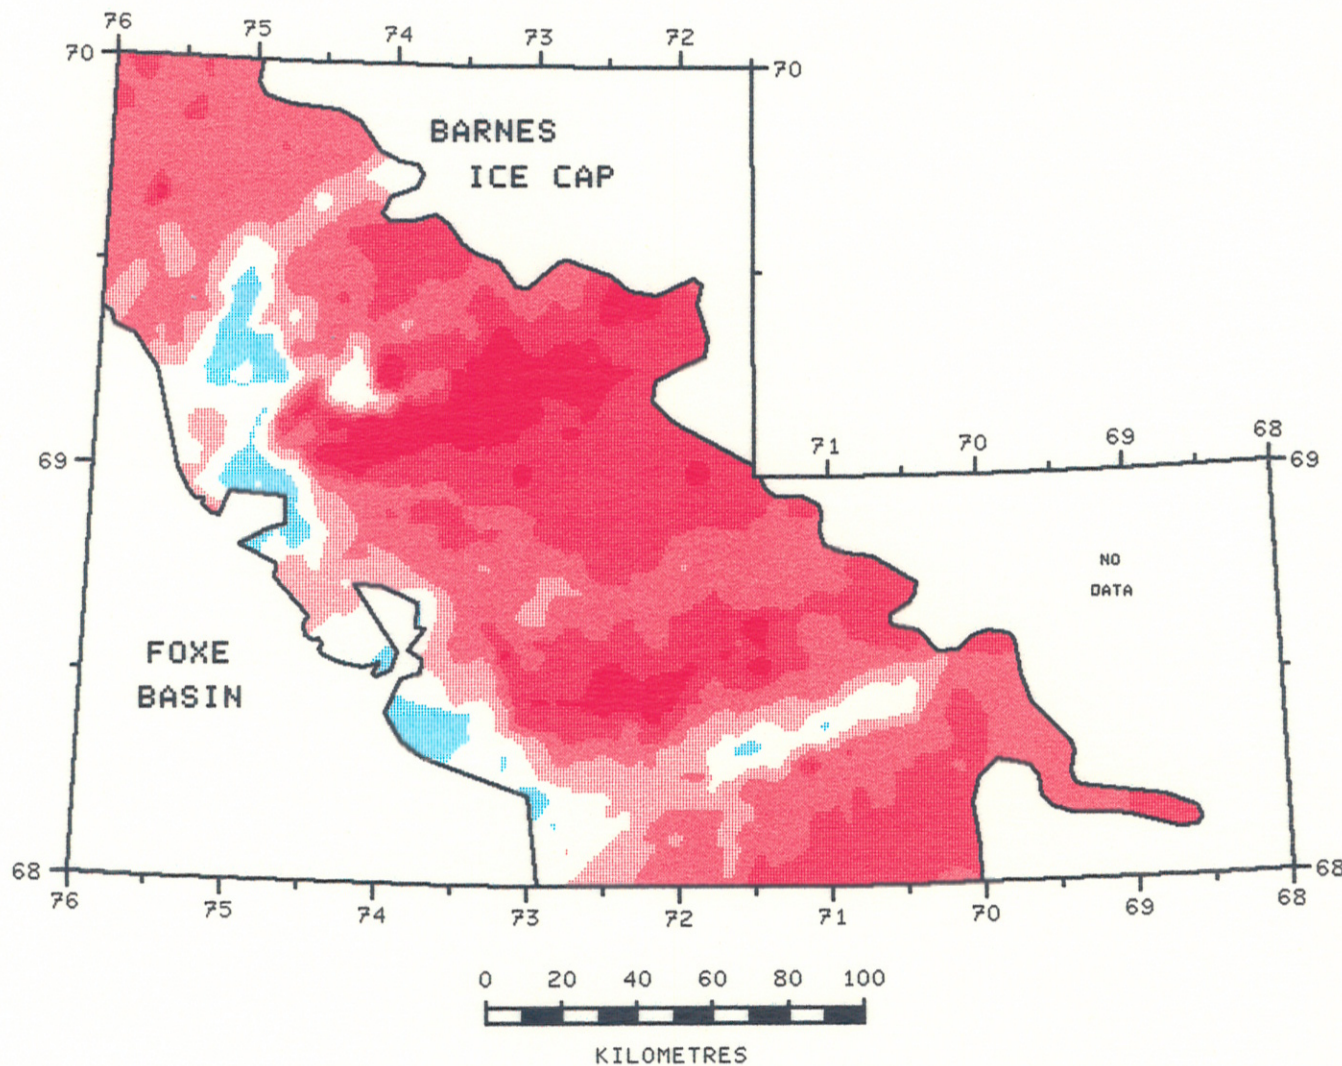 76 75 74 73 72
70 70
BARNES
ICE CAP
71 70 69 68
69 69
NO
DATA
FOXE
BASIN
68 68
76 75 74 73 72 71 70 69 68
0 20 40 60 80 100
KILOMETRES